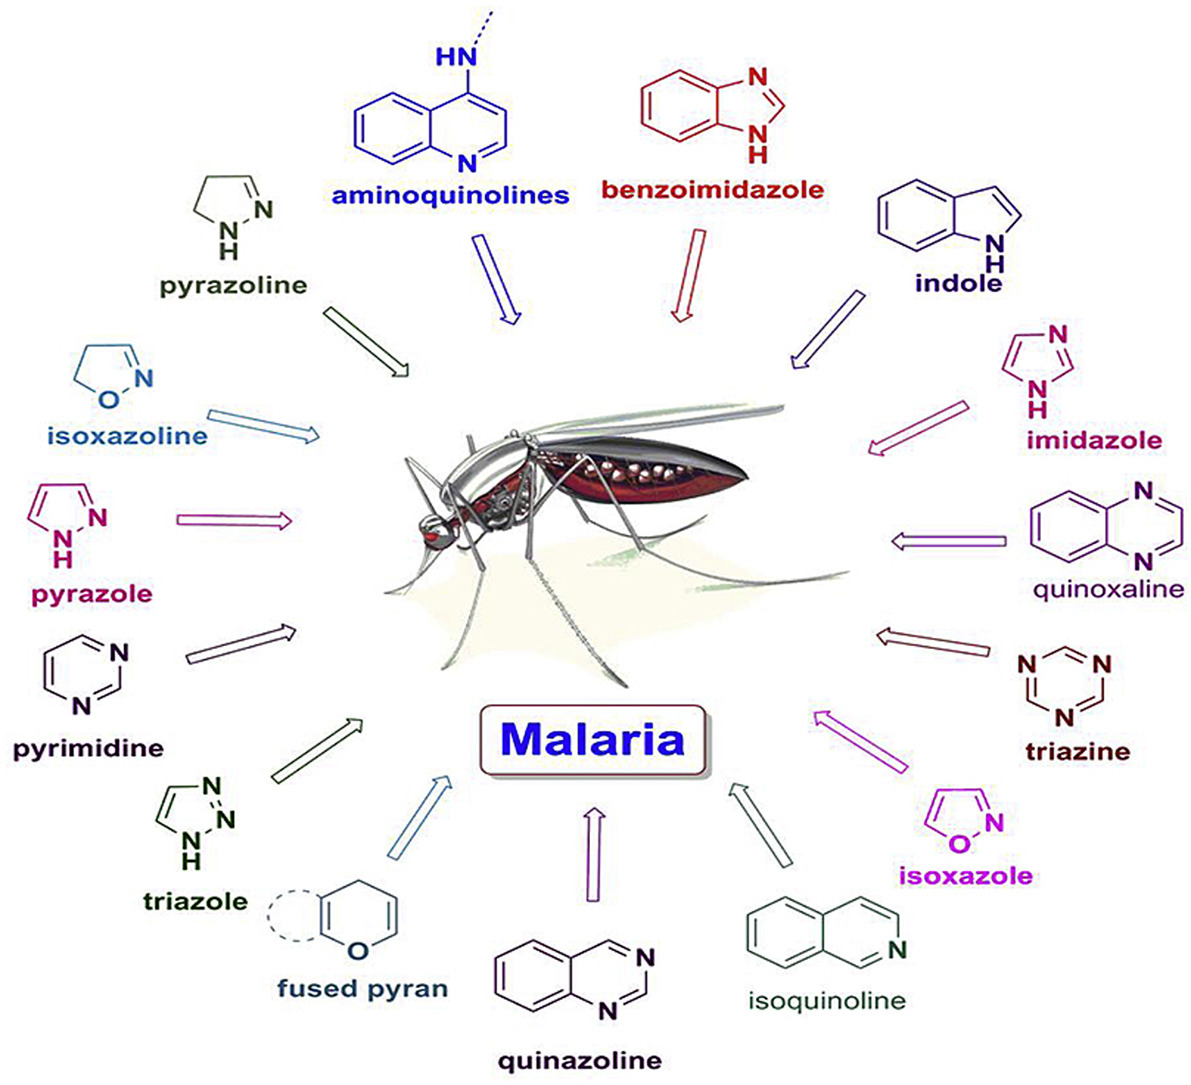 HN
N
aminoquinolines
N
N
H
benzoimidazole
N
N
H
pyrazoline
N
H
indole
N
O
isoxazoline
N
N
H
imidazole
N
N
H
pyrazole
N
N
quinoxaline
N
N
pyrimidine
N
N
N
triazine
Malaria
N
N
N
H
triazole
N
O
isoxazole
O
fused pyran
N
N
quinazoline
N
isoquinoline